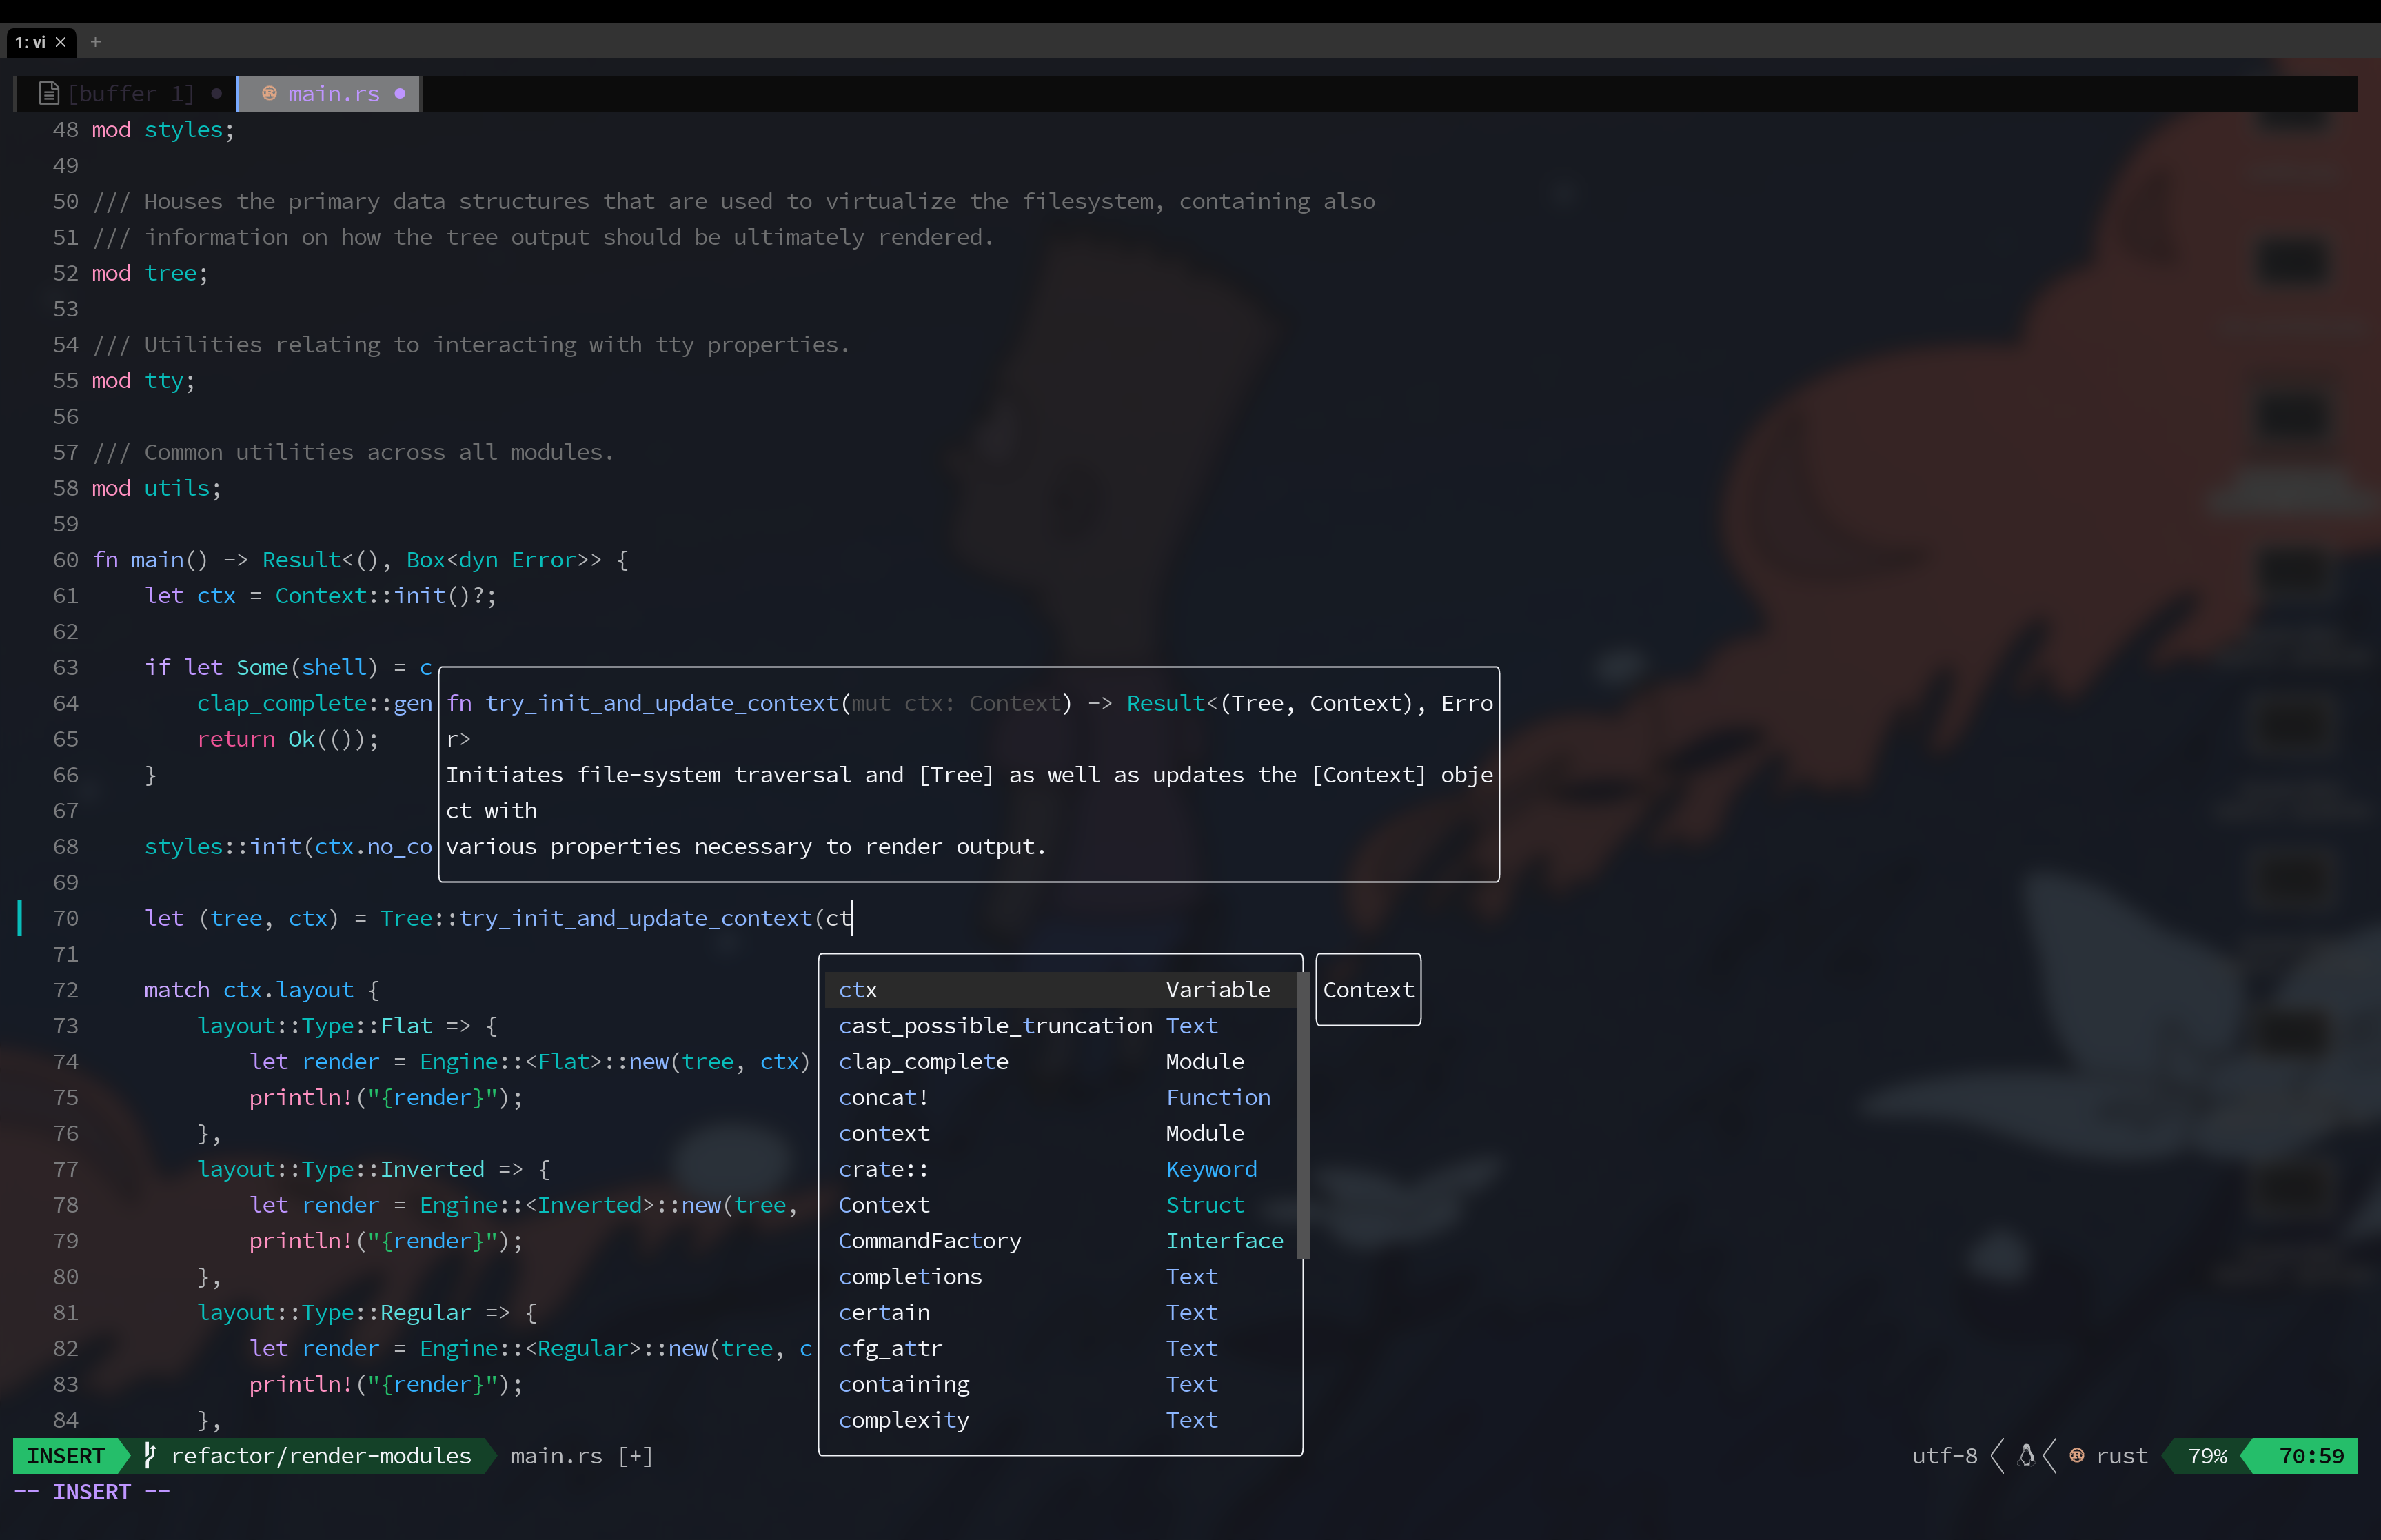 1: vi × +
[buffer 1] ● main.rs ●
48 mod styles;
49
50 /// Houses the primary data structures that are used to virtualize the filesystem, containing also
51 /// information on how the tree output should be ultimately rendered.
52 mod tree;
53
54 /// Utilities relating to interacting with tty properties.
55 mod tty;
56
57 /// Common utilities across all modules.
58 mod utils;
59
60 fn main() -> Result<(), Box<dyn Error>> {
61 let ctx = Context::init()?;
62
63 if let Some(shell) = c
64 clap_complete::gen fn try_init_and_update_context(mut ctx: Context) -> Result<(Tree, Context), Erro
65 return Ok(()); r>
66 } Initiates file-system traversal and [Tree] as well as updates the [Context] obje
67 ct with
68 styles::init(ctx.no_co various properties necessary to render output.
69
70 let (tree, ctx) = Tree::try_init_and_update_context(ct
71
72 match ctx.layout { ctx Variable Context
73 layout::Type::Flat => { cast_possible_truncation Text
74 let render = Engine::<Flat>::new(tree, ctx) clap_complete Module
75 println!("{render}"); concat! Function
76 }, context Module
77 layout::Type::Inverted => { crate:: Keyword
78 let render = Engine::<Inverted>::new(tree, Context Struct
79 println!("{render}"); CommandFactory Interface
80 }, completions Text
81 layout::Type::Regular => { certain Text
82 let render = Engine::<Regular>::new(tree, c cfg_attr Text
83 println!("{render}"); containing Text
84 }, complexity Text
INSERT refactor/render-modules main.rs [+] utf-8 rust 79% 70:59
-- INSERT --